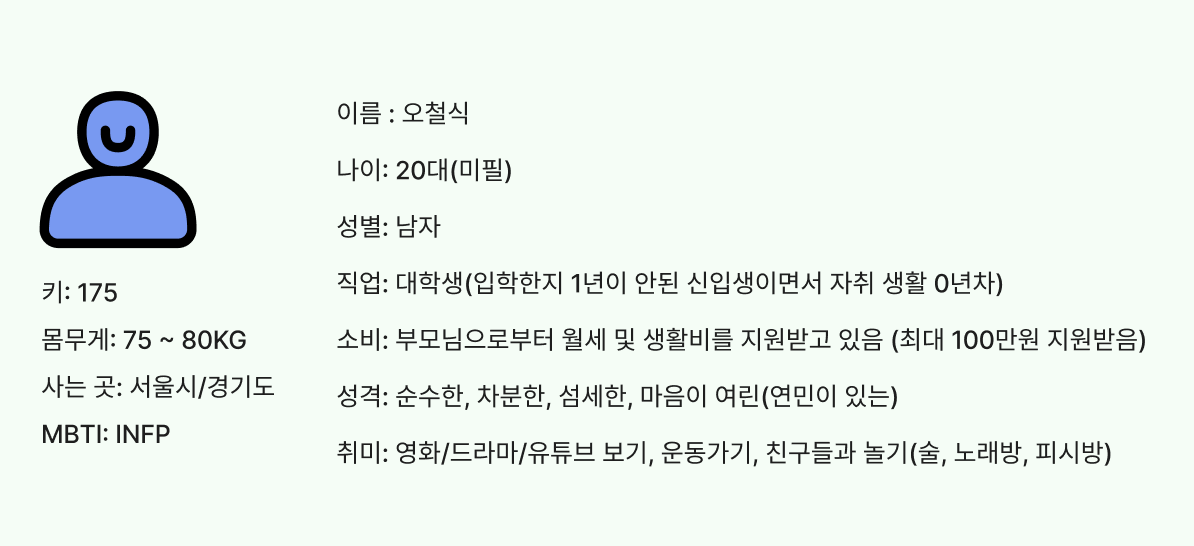 이름 : 오철식
나이: 20대(미필)
성별: 남자
직업: 대학생(입학한지 1년이 안된 신입생이면서 자취 생활 0년차)
소비: 부모님으로부터 월세 및 생활비를 지원받고 있음 (최대 100만원 지원받음)
성격: 순수한, 차분한, 섬세한, 마음이 여린(연민이 있는)
취미: 영화/드라마/유튜브 보기, 운동가기, 친구들과 놀기(술, 노래방, 피시방)
키: 175
몸무게: 75 ~ 80KG
사는 곳: 서울시/경기도
MBTI: INFP